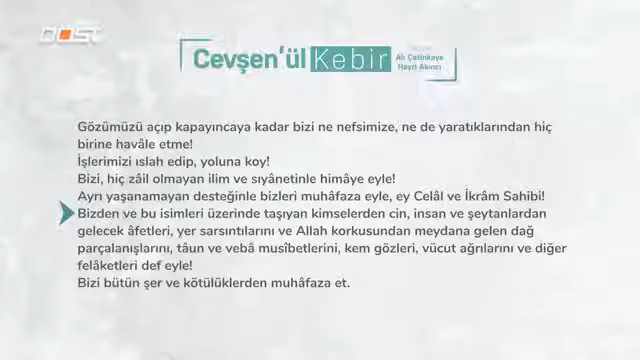 DOST
Cevşen'ül Kebir
Ali Çetinkaya
Hayri Akıncı
Gözümüzü açıp kapayıncaya kadar bizi ne nefsimize, ne de yaratıklarından hiç
birine havâle etme!
İşlerimizi ıslah edip, yoluna koy!
Bizi, hiç zâil olmayan ilim ve sıyânetinle himâye eyle!
Ayrı yaşanamayan desteğinle bizleri muhâfaza eyle, ey Celâl ve İkrâm Sahibi!
Bizden ve bu isimleri üzerinde taşıyan kimselerden cin, insan ve şeytanlardan
gelecek âfetleri, yer sarsıntılarını ve Allah korkusundan meydana gelen dağ
parçalanışlarını, tâun ve vebâ musîbetlerini, kem gözleri, vücut ağrılarını ve diğer
felâketleri def eyle!
Bizi bütün şer ve kötülüklerden muhâfaza et.